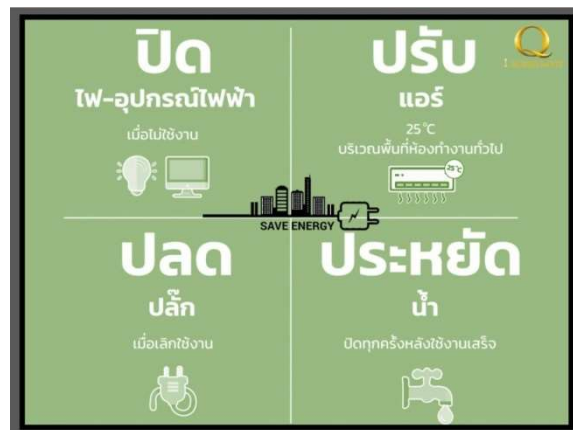 ปิด
ไฟ-อุปกรณ์ไฟฟ้า
เมื่อไม่ใช้งาน
ปรับ
แอร์
25 °C
บริเวณพื้นที่ห้องทำงานทั่วไป
25 °C
SAVE ENERGY
ปลด
ปลั๊ก
เมื่อเลิกใช้งาน
ประหยัด
น้ำ
ปิดทุกครั้งหลังใช้งานเสร็จ
Q